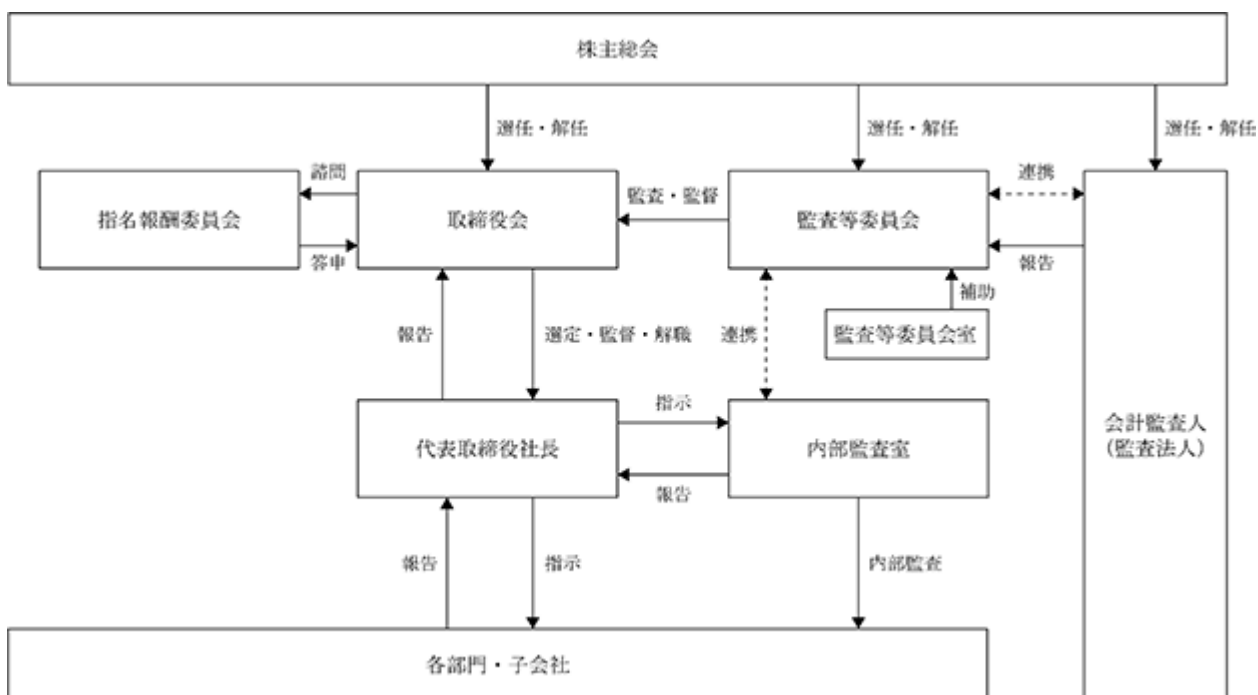 株主総会
選任・解任
選任・解任
選任・解任
諮問
連携
指名報酬委員会
取締役会
監査・監督
監査等委員会
答申
報告
補助
監査等委員会室
報告
選定・監督・解職
連携
指示
代表取締役社長
内部監査室
会計監査人
（監査法人）
報告
報告
指示
内部監査
各部門・子会社